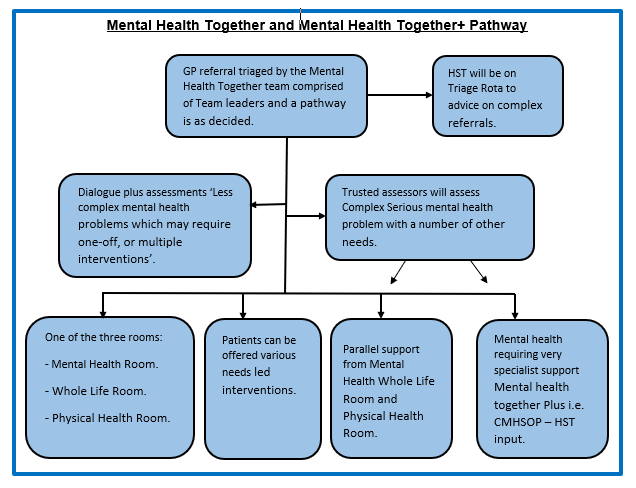 Mental Health Together and Mental Health Together+ Pathway
GP referral triaged by the Mental
Health Together team comprised
of Team leaders and a pathway
is as decided.
HST will be on
Triage Rota to
advice on complex
referrals.
Dialogue plus assessments ‘Less
complex mental health
problems which may require
one-off, or multiple
interventions’.
Trusted assessors will assess
Complex Serious mental health
problem with a number of other
needs.
One of the three rooms:
- Mental Health Room.
- Whole Life Room.
- Physical Health Room.
Patients can be
offered various
needs led
interventions.
Parallel support
from Mental
Health Whole Life
Room and
Physical Health
Room.
Mental health
requiring very
specialist support
Mental health
together Plus i.e.
CMHSOP – HST
input.